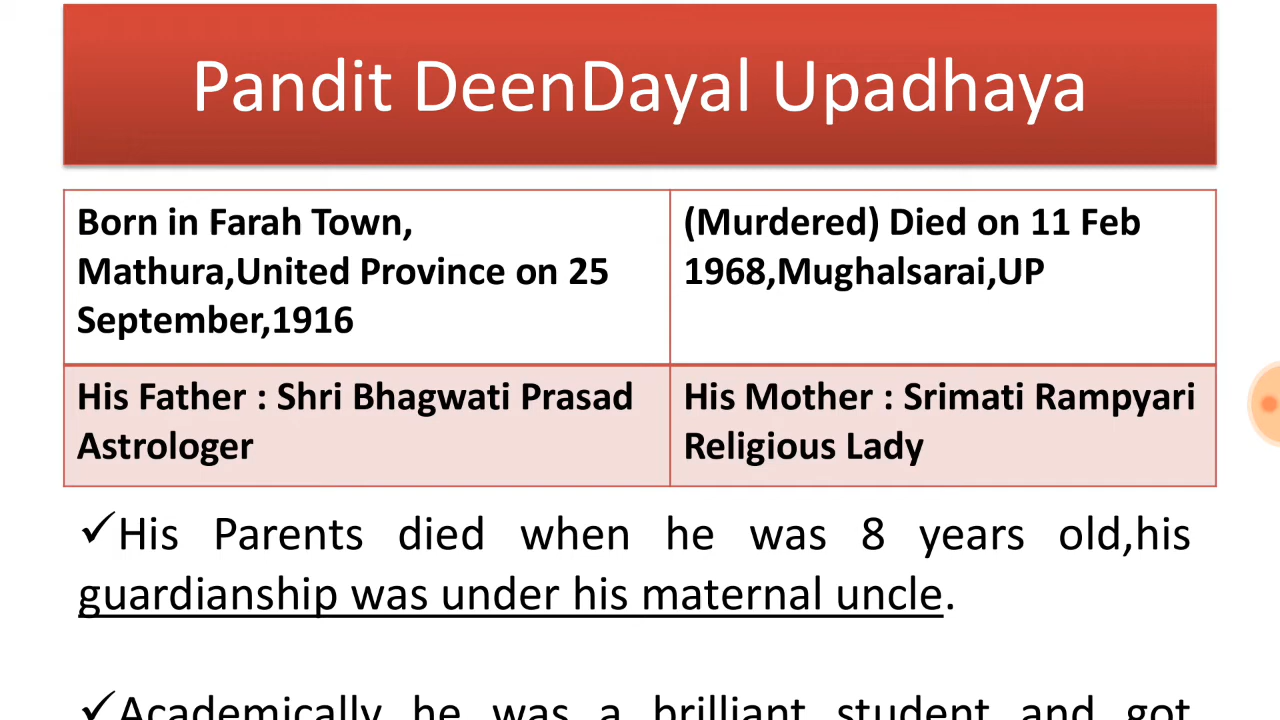 Pandit DeenDayal Upadhaya
Born in Farah Town,
Mathura,United Province on 25
September,1916
(Murdered) Died on 11 Feb
1968,Mughalsarai,UP
His Father : Shri Bhagwati Prasad
Astrologer
His Mother : Srimati Rampyari
Religious Lady
✓His Parents died when he was 8 years old,his
guardianship was under his maternal uncle.
✓Academically he was a brilliant student and got